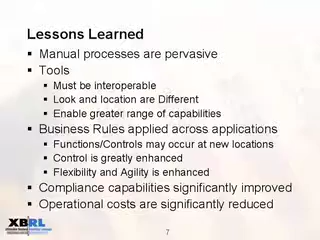 Lessons Learned
▪ Manual processes are pervasive
▪ Tools
▪ Must be interoperable
▪ Look and location are Different
▪ Enable greater range of capabilities
▪ Business Rules applied across applications
▪ Functions/Controls may occur at new locations
▪ Control is greatly enhanced
▪ Flexibility and Agility is enhanced
▪ Compliance capabilities significantly improved
▪ Operational costs are significantly reduced
XBRL
7